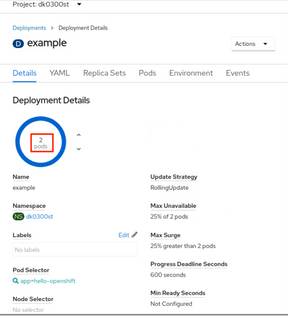 Project: dk0300st
Deployments > Deployment Details
D example
Actions
Details YAML Replica Sets Pods Environment Events
Deployment Details
2
pods
Name
example
Update Strategy
RollingUpdate
Namespace
NS dk0300st
Max Unavailable
25% of 2 pods
Labels Edit
No labels
Max Surge
25% greater than 2 pods
Pod Selector
app=hello-openshift
Progress Deadline Seconds
600 seconds
Node Selector
No selector
Min Ready Seconds
Not Configured